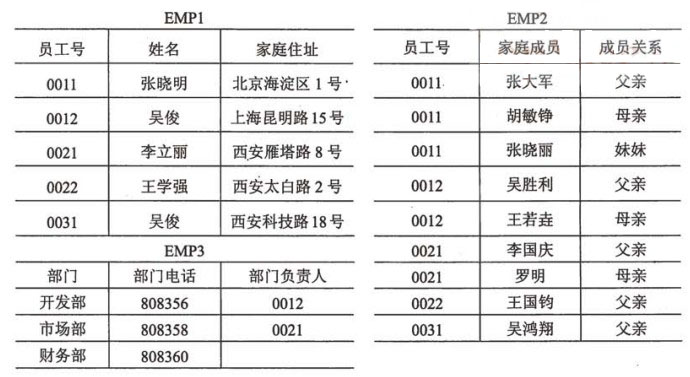 EMP1
员工号 姓名 家庭住址
0011 张晓明 北京海淀区1号
0012 吴俊 上海昆明路15号
0021 李立丽 西安雁塔路8号
0022 王学强 西安太白路2号
0031 吴俊 西安科技路18号
EMP3
部门 部门电话 部门负责人
开发部 808356 0012
市场部 808358 0021
财务部 808360
EMP2
员工号 家庭成员 成员关系
0011 张大军 父亲
0011 胡敏铮 母亲
0011 张晓丽 妹妹
0012 吴胜利 父亲
0012 王若垚 母亲
0021 李国庆 父亲
0021 罗明 母亲
0022 王国钧 父亲
0031 吴鸿翔 父亲